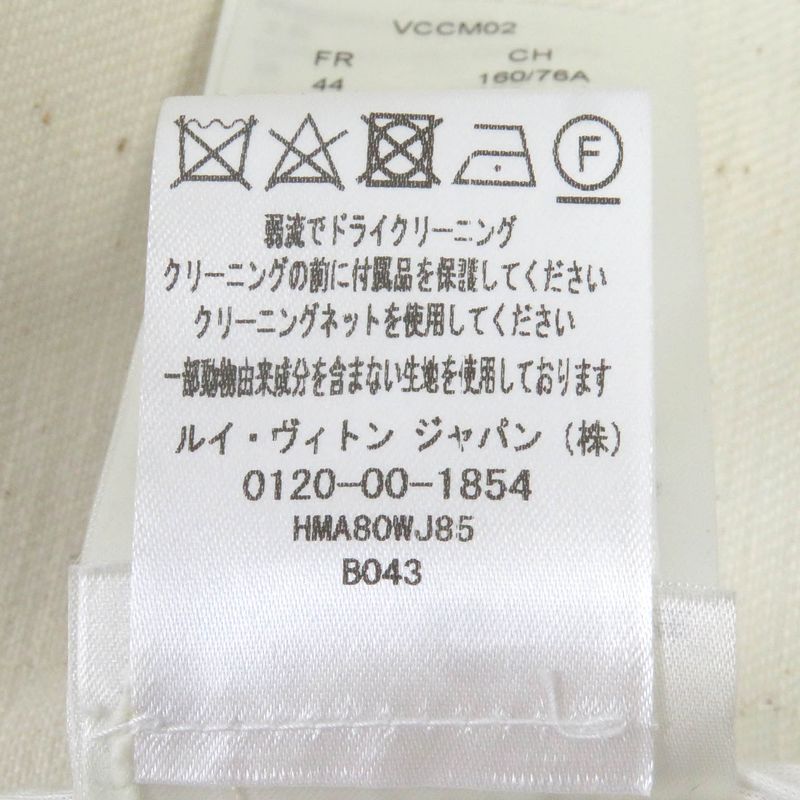 VCCM02
FR CH
44 160/76A
F
弱流でドライクリーニング
クリーニングの前に付属品を保護してください
クリーニングネットを使用してください
一部動物由来成分を含まない生地を使用しております
ルイ・ヴィトン ジャパン (株)
0120-00-1854
HMA80WJ85
B043